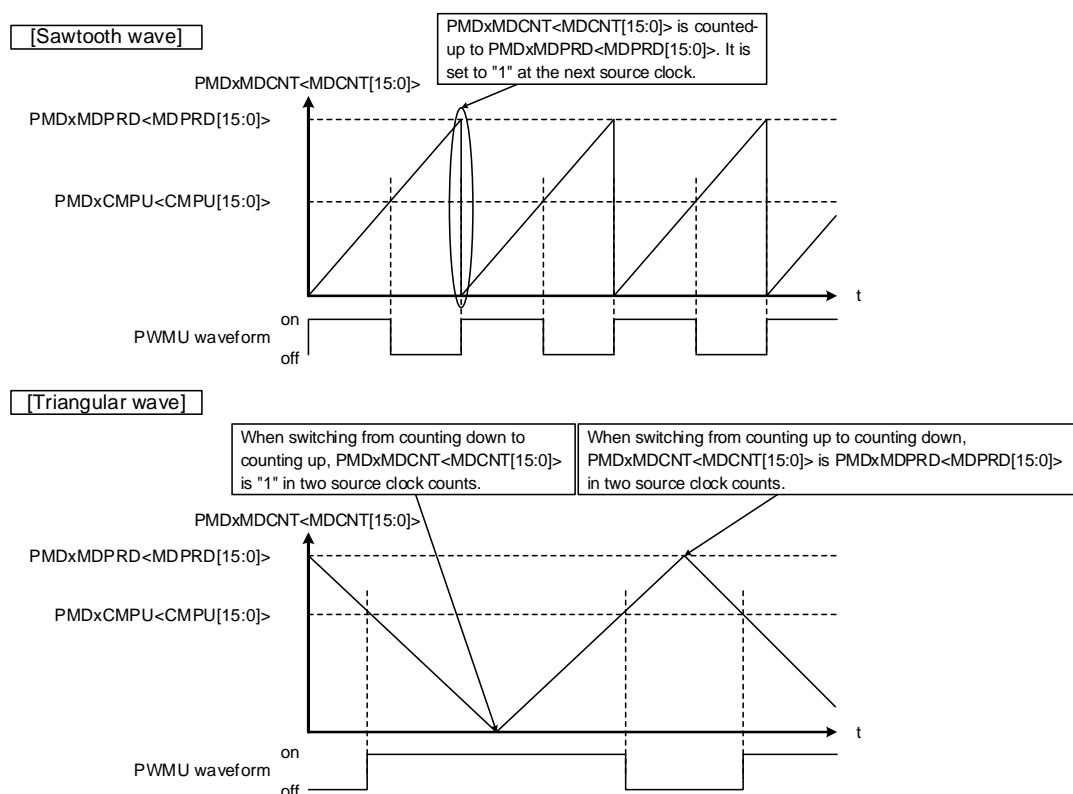 [Sawtooth wave]
PMDxMDCNT<MDCNT[15:0]> is counted-
up to PMDxMDPRD<MDPRD[15:0]>. It is
set to "1" at the next source clock.
PMDxMDCNT<MDCNT[15:0]>
PMDxMDPRD<MDPRD[15:0]>
PMDxCMPU<CMPU[15:0]>
t
on
PWMU waveform
off
[Triangular wave]
When switching from counting down to
counting up, PMDxMDCNT<MDCNT[15:0]>
is "1" in two source clock counts.
When switching from counting up to counting down,
PMDxMDCNT<MDCNT[15:0]> is PMDxMDPRD<MDPRD[15:0]>
in two source clock counts.
PMDxMDCNT<MDCNT[15:0]>
PMDxMDPRD<MDPRD[15:0]>
PMDxCMPU<CMPU[15:0]>
t
on
PWMU waveform
off